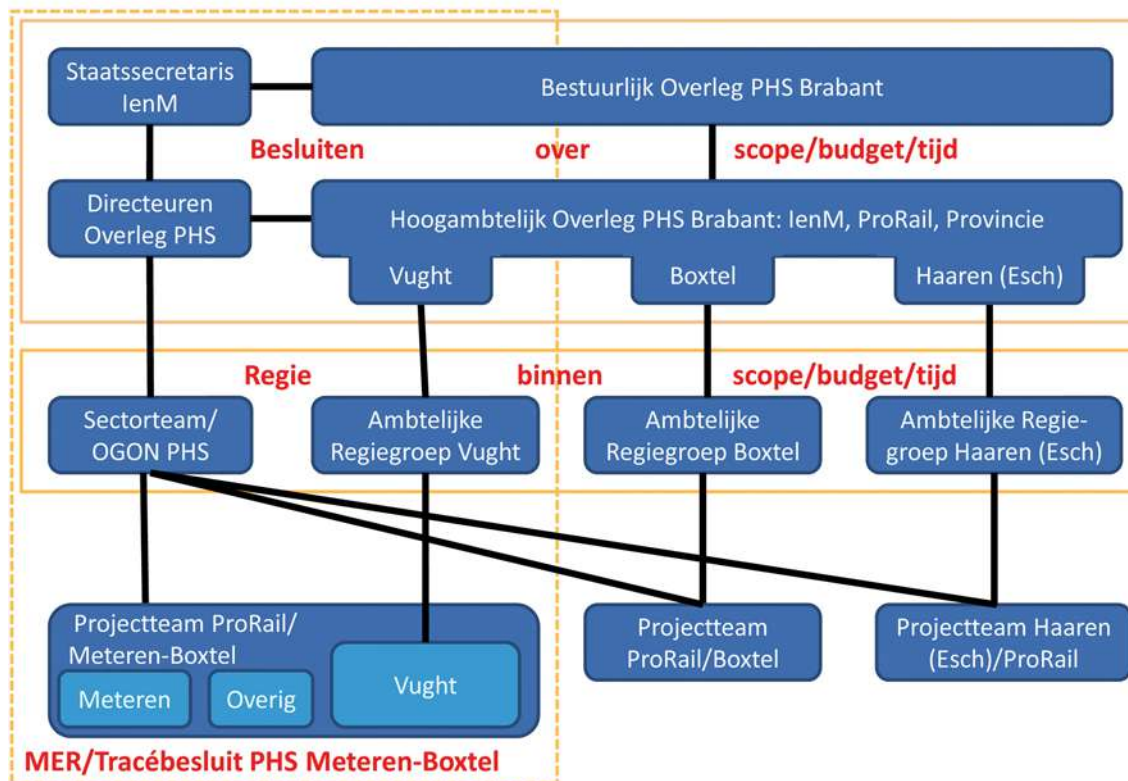 Staatssecretaris
IenM
Bestuurlijk Overleg PHS Brabant
Besluiten over scope/budget/tijd
Directeuren
Overleg PHS
Hoogambtelijk Overleg PHS Brabant: IenM, ProRail, Provincie
Vught
Boxtel
Haaren (Esch)
Regie binnen scope/budget/tijd
Sectorteam/
OGON PHS
Ambtelijke
Regiegroep Vught
Ambtelijke
Regiegroep Boxtel
Ambtelijke Regie-
groep Haaren (Esch)
Projectteam ProRail/
Meteren-Boxtel
Meteren
Overig
Vught
Projectteam
ProRail/Boxtel
Projectteam Haaren
(Esch)/ProRail
MER/Tracébesluit PHS Meteren-Boxtel